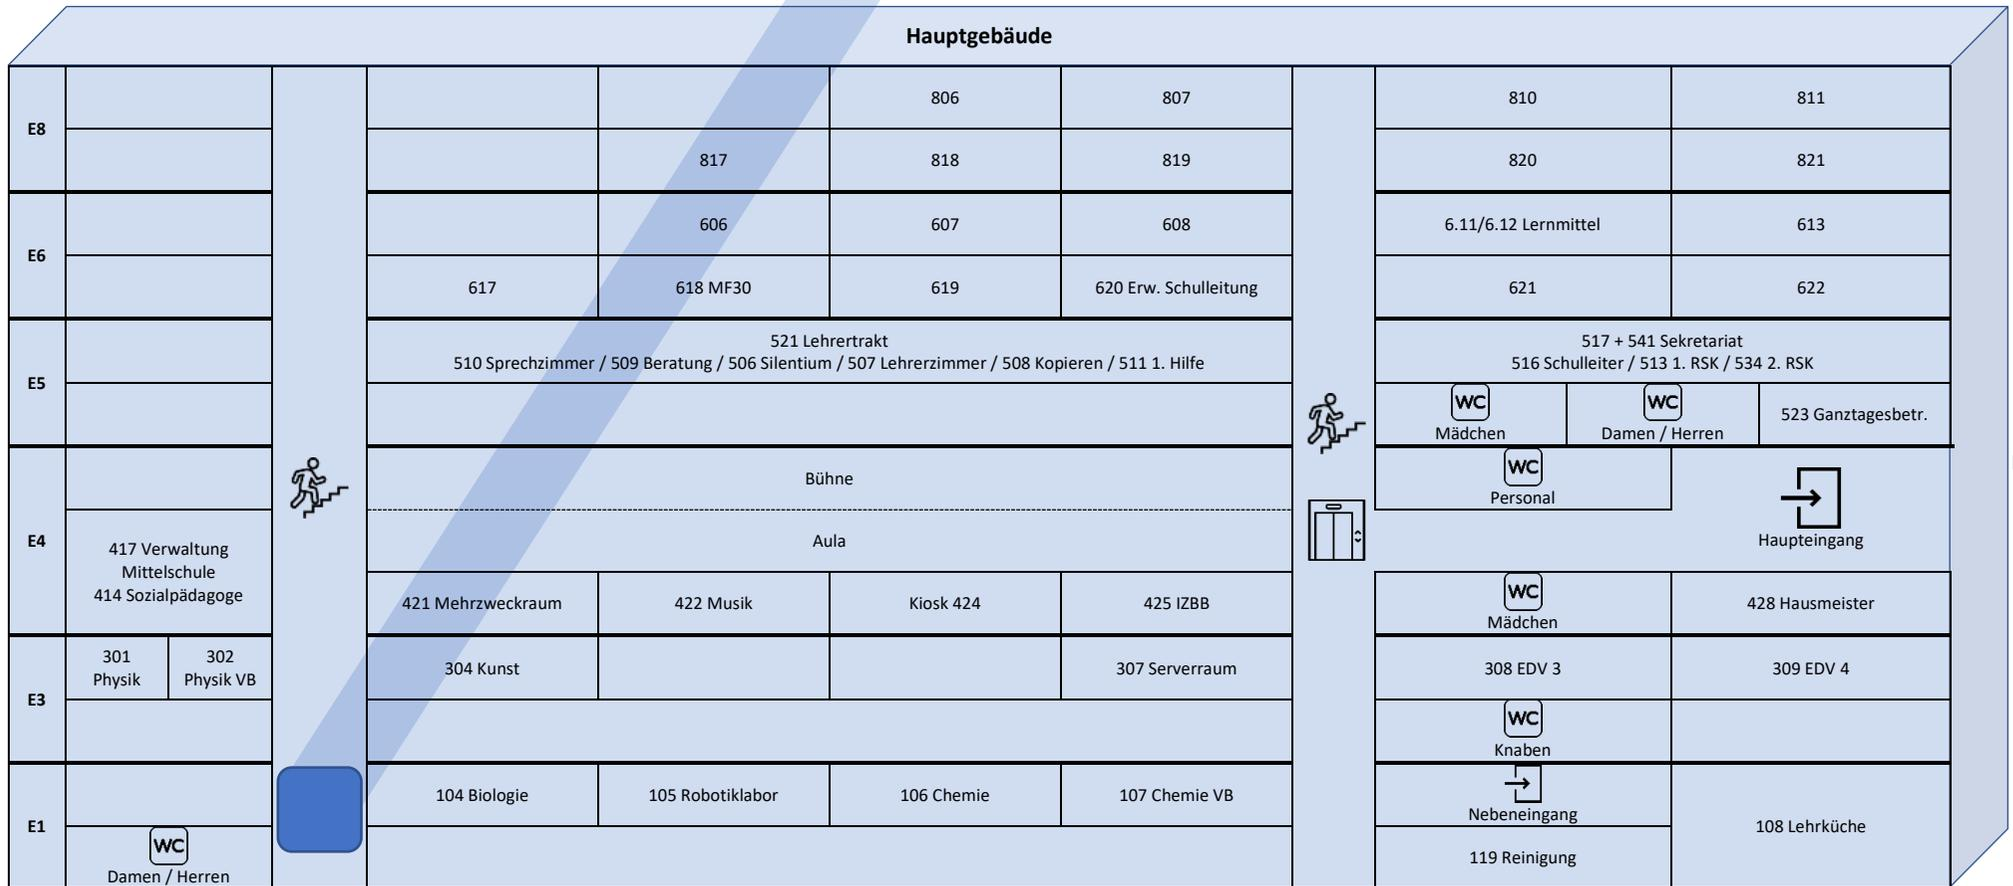 Hauptgebäude
E8
806
807
810
811
817
818
819
820
821
E6
606
607
608
6.11/6.12 Lernmittel
613
617
618 MF30
619
620 Erw. Schulleitung
621
622
E5
521 Lehrertrakt
510 Sprechzimmer / 509 Beratung / 506 Silentium / 507 Lehrerzimmer / 508 Kopieren / 511 1. Hilfe
517 + 541 Sekretariat
516 Schulleiter / 513 1. RSK / 534 2. RSK
WC
Mädchen
WC
Damen / Herren
523 Ganztagesbetr.
E4
417 Verwaltung
Mittelschule
414 Sozialpädagoge
Bühne
Aula
WC
Personal
Haupteingang
421 Mehrzweckraum
422 Musik
Kiosk 424
425 IZBB
WC
Mädchen
428 Hausmeister
E3
301
Physik
302
Physik VB
304 Kunst
307 Serverraum
308 EDV 3
309 EDV 4
WC
Knaben
E1
104 Biologie
105 Robotiklabor
106 Chemie
107 Chemie VB
Nebeneingang
108 Lehrküche
WC
Damen / Herren
119 Reinigung